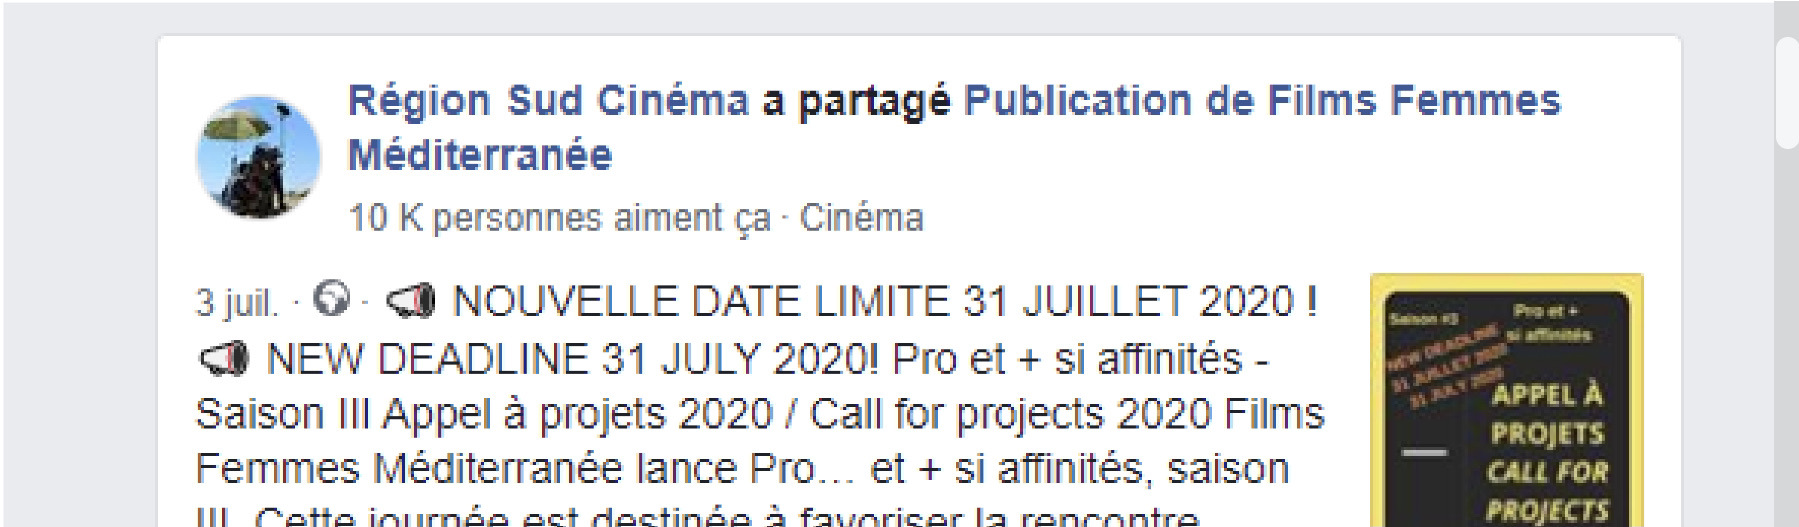 Région Sud Cinéma a partagé Publication de Films Femmes
Méditerranée
10 K personnes aiment ça · Cinéma
3 juil. · · NOUVELLE DATE LIMITE 31 JUILLET 2020 !
NEW DEADLINE 31 JULY 2020! Pro et + si affinités -
Saison III Appel à projets 2020 / Call for projects 2020 Films
Femmes Méditerranée lance Pro... et + si affinités, saison
III. Cette journée est destinée à favoriser la rencontre
Saison #3
Pro et +
si affinités
NEW DEADLINE
31 JUILLET 2020
31 JULY 2020
APPEL À
PROJETS
CALL FOR
PROJECTS